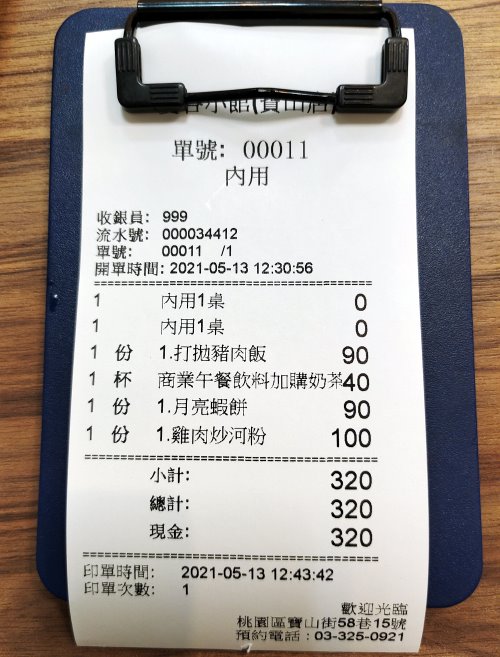 小館(寶山店)
單號: 00011
內用
收銀員: 999
流水號: 000034412
單號: 00011 /1
開單時間: 2021-05-13 12:30:56
1 內用1桌 0
1 內用1桌 0
1 份 1.打拋豬肉飯 90
1 杯 商業午餐飲料加購奶茶 40
1 份 1.月亮蝦餅 90
1 份 1.雞肉炒河粉 100
小計: 320
總計: 320
現金: 320
印單時間: 2021-05-13 12:43:42
印單次數: 1
歡迎光臨
桃園區寶山街58巷15號
預約電話：03-325-0921